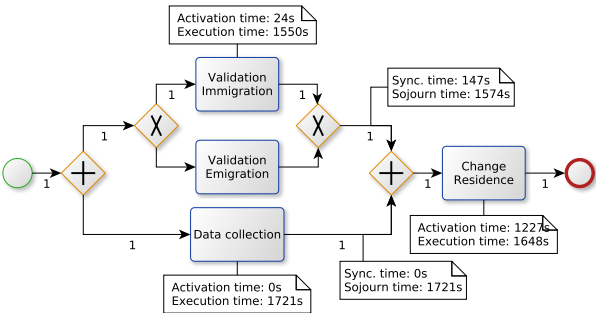 Activation time: 24s
Execution time: 1550s
Validation
Immigration
1
1
Sync. time: 147s
Sojourn time: 1574s
1
1
Validation
Emigration
1
Change
Residence
1
1
Data collection
1
1
Activation time: 1227s
Execution time: 1648s
Activation time: 0s
Execution time: 1721s
Sync. time: 0s
Sojourn time: 1721s